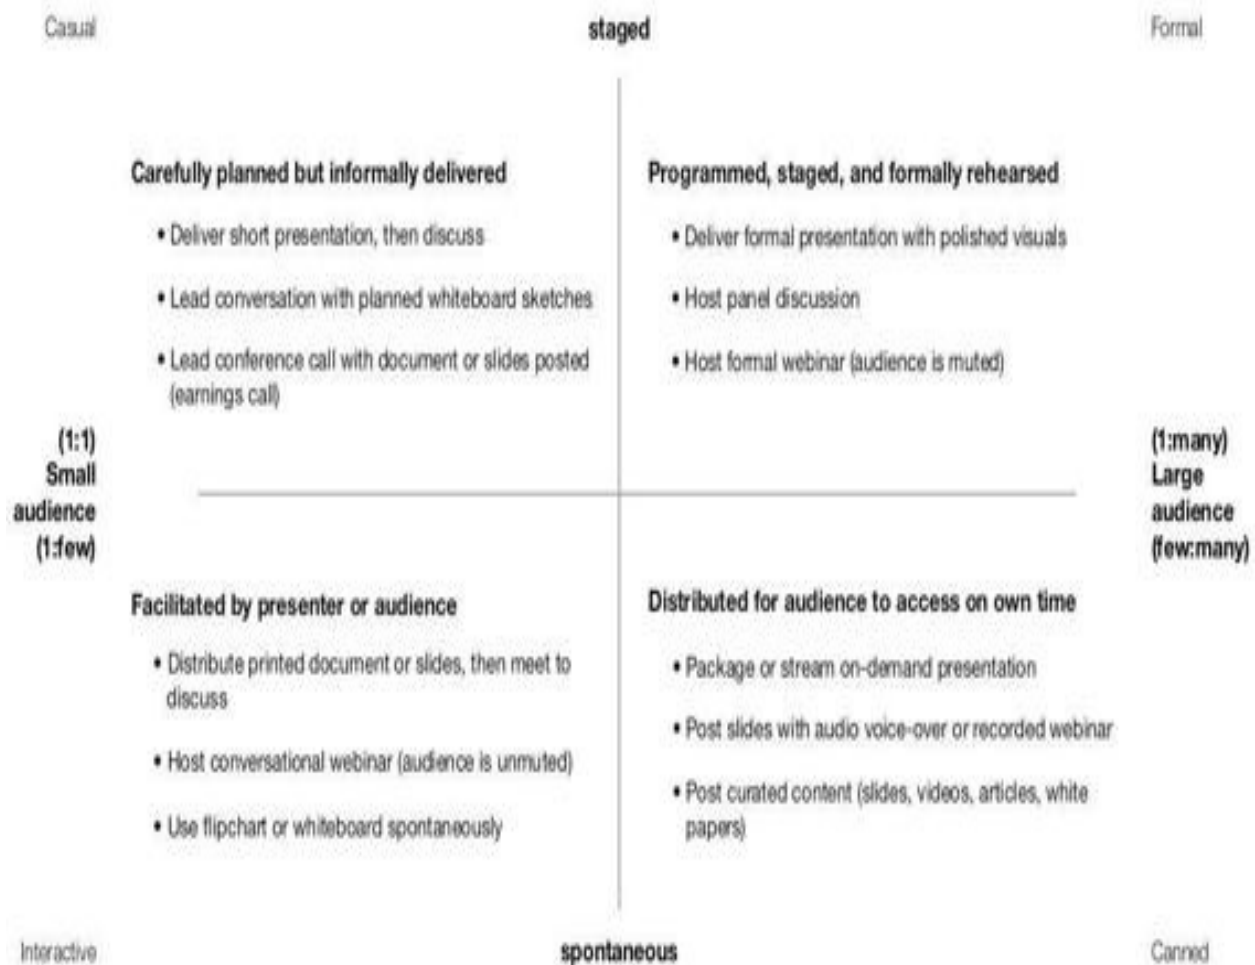 Casual
staged
Formal
Carefully planned but informally delivered
• Deliver short presentation, then discuss
• Lead conversation with planned whiteboard sketches
• Lead conference call with document or slides posted
(earnings call)
Programmed, staged, and formally rehearsed
• Deliver formal presentation with polished visuals
• Host panel discussion
• Host formal webinar (audience is muted)
(1:1)
Small
audience
(1:few)
(1:many)
Large
audience
(few:many)
Facilitated by presenter or audience
• Distribute printed document or slides, then meet to
discuss
• Host conversational webinar (audience is unmuted)
• Use flipchart or whiteboard spontaneously
Distributed for audience to access on own time
• Package or stream on-demand presentation
• Post slides with audio voice-over or recorded webinar
• Post curated content (slides, videos, articles, white
papers)
Interactive
spontaneous
Canned